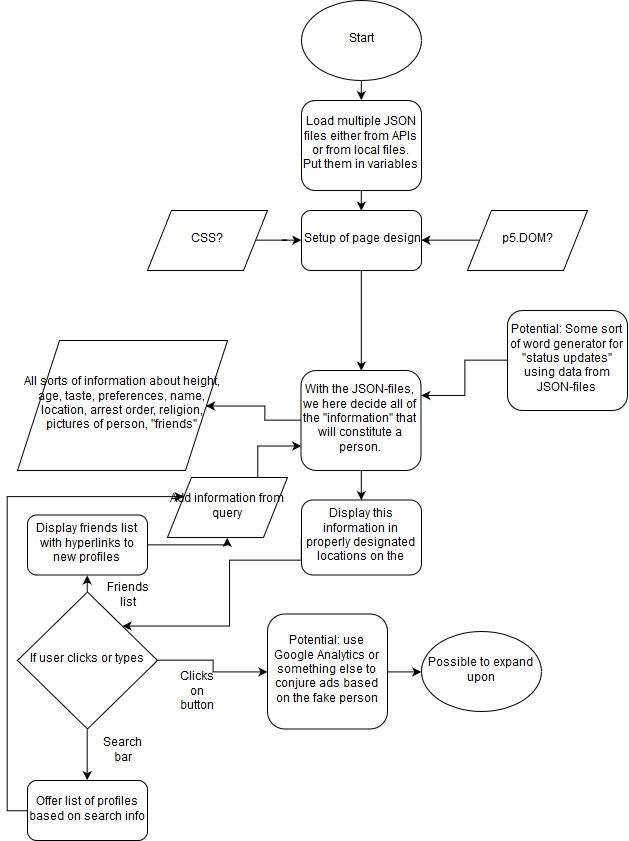 Start
Load multiple JSON
files either from APIs
or from local files.
Put them in variables
CSS?
Setup of page design
p5.DOM?
Potential: Some sort
of word generator for
"status updates"
using data from
JSON-files
All sorts of information about height,
age, taste, preferences, name,
location, arrest order, religion,
pictures of person, "friends"
With the JSON-files,
we here decide all of
the "information" that
will constitute a
person.
Add information from
query
Display this
information in
properly designated
locations on the
Display friends list
with hyperlinks to
new profiles
Friends
list
If user clicks or types
Clicks
on
button
Potential: use
Google Analytics or
something else to
conjure ads based
on the fake person
Possible to expand
upon
Search
bar
Offer list of profiles
based on search info